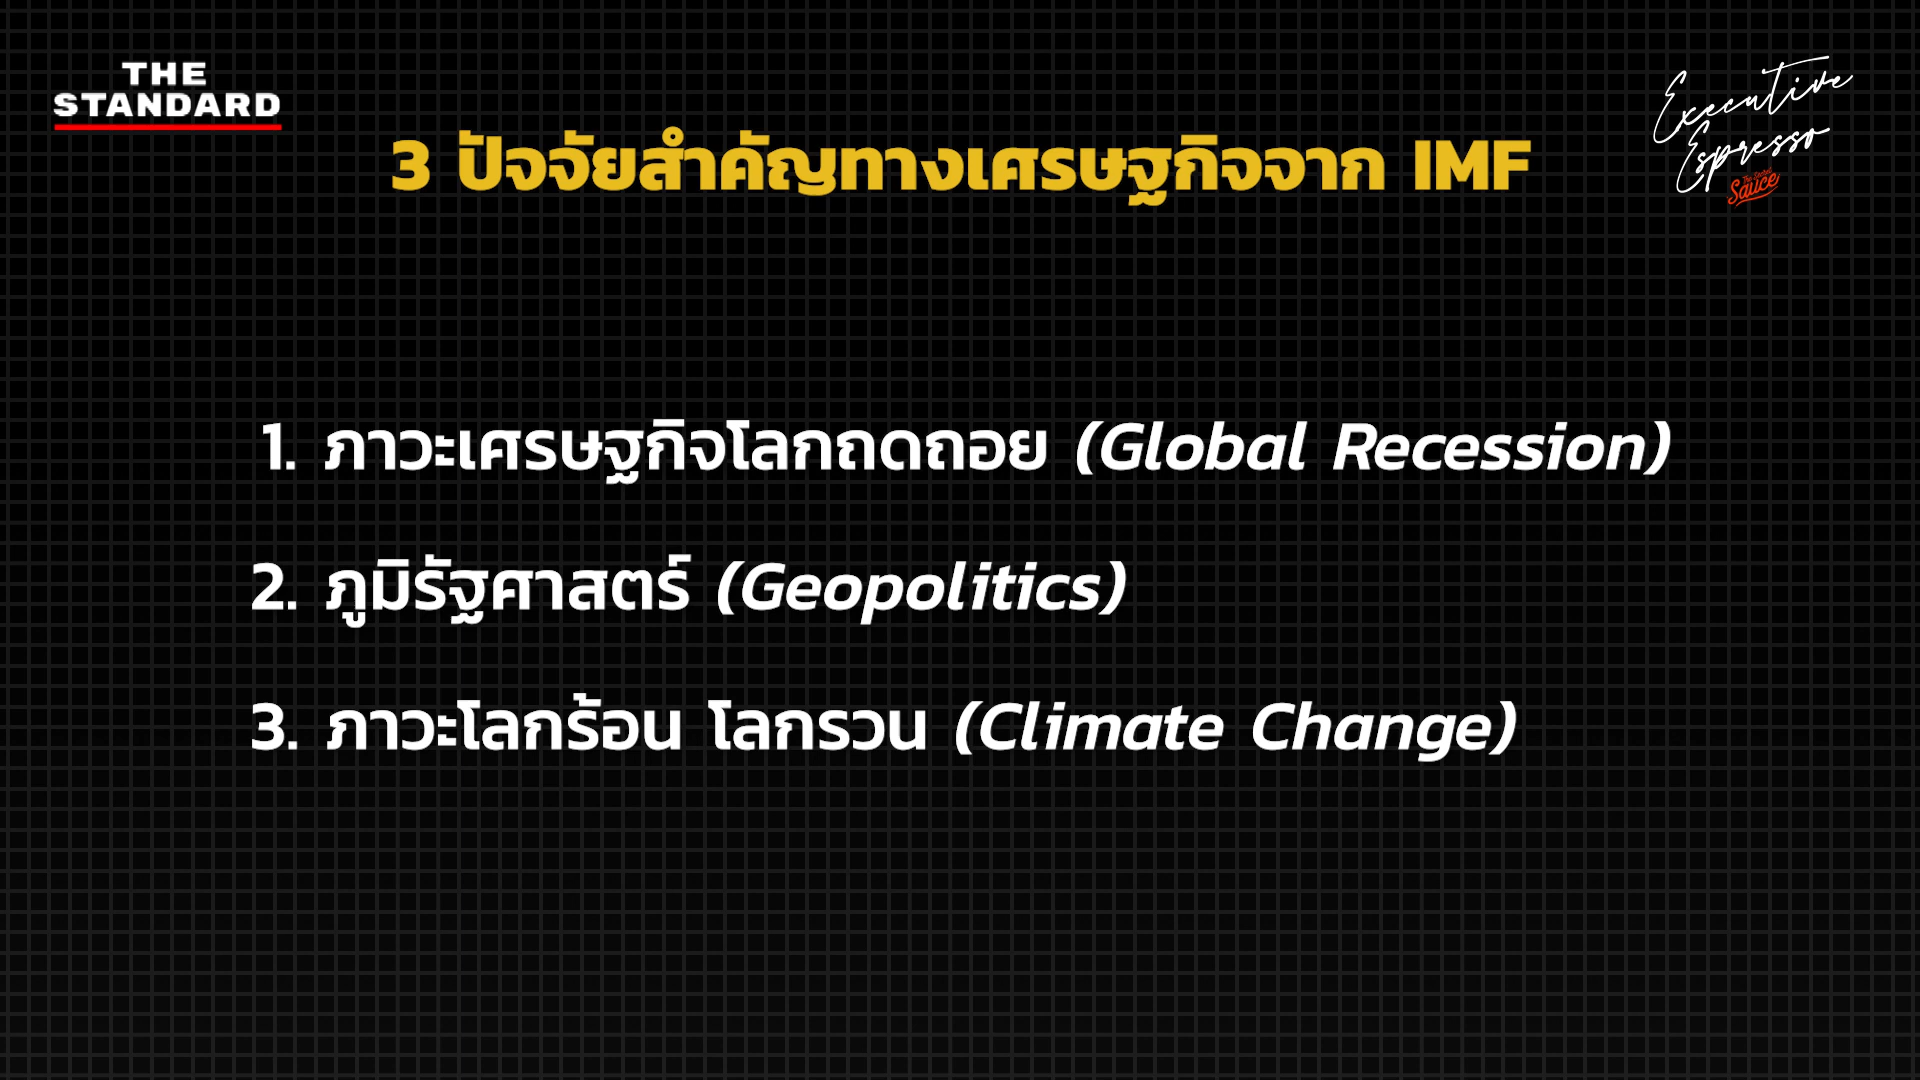 THE
STANDARD
Executive
Espresso
The Secret
Sauce
3 ปัจจัยสำคัญทางเศรษฐกิจจาก IMF
1. ภาวะเศรษฐกิจโลกถดถอย (Global Recession)
2. ภูมิรัฐศาสตร์ (Geopolitics)
3. ภาวะโลกร้อน โลกรวน (Climate Change)